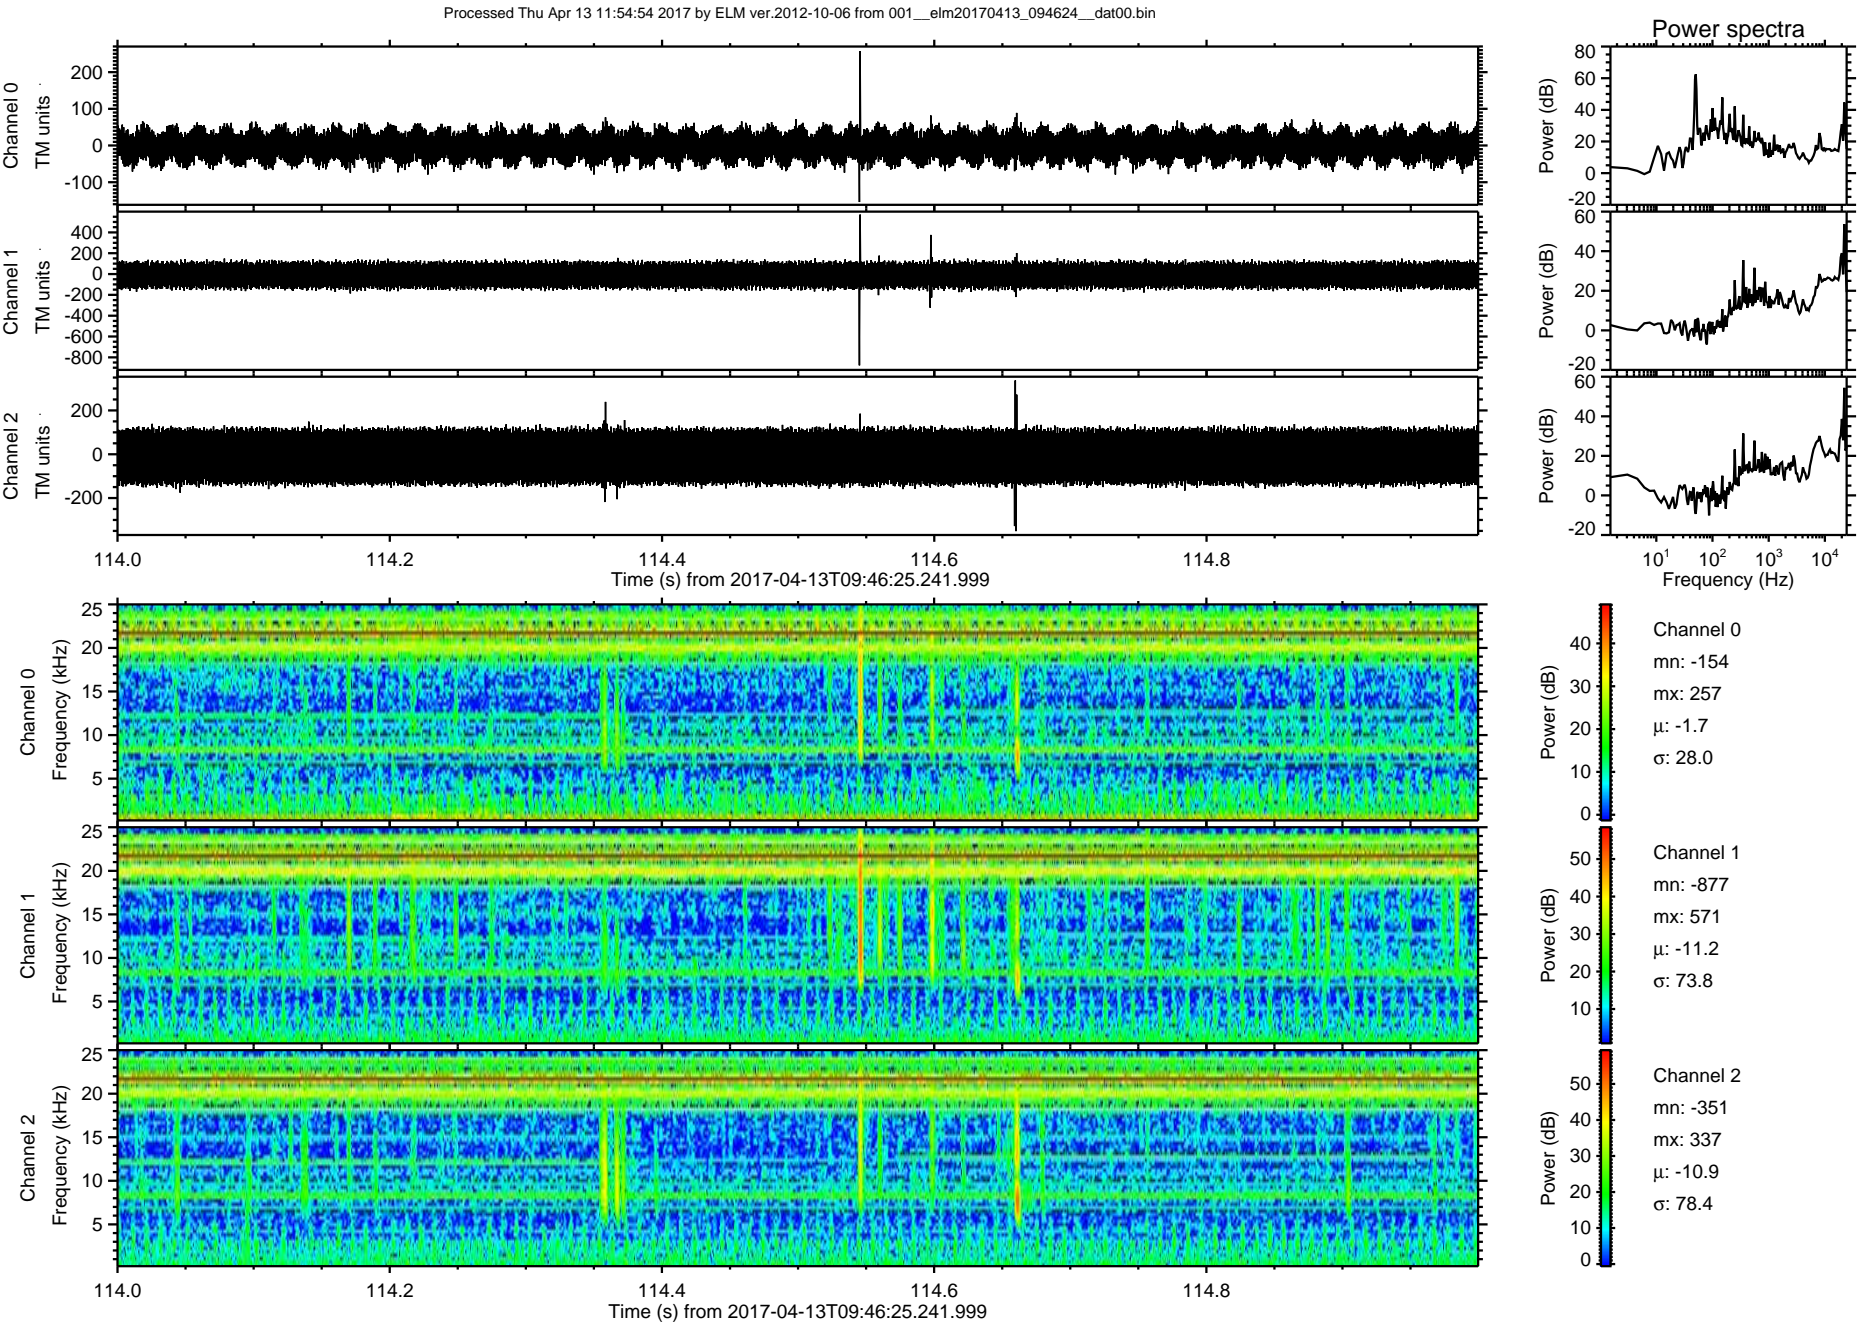 Processed Thu Apr 13 11:54:54 2017 by ELM ver.2012-10-06 from 001__elm20170413_094624__dat00.bin
Power spectra
Channel 0
TM units
200
100
0
-100
Power (dB)
80
60
40
20
0
-20
Channel 1
TM units
400
200
0
-200
-400
-600
-800
Power (dB)
60
40
20
0
-20
Channel 2
TM units
200
0
-200
Power (dB)
60
40
20
0
-20
114.0 114.2 114.4 114.6 114.8
Time (s) from 2017-04-13T09:46:25.241.999
10^1 10^2 10^3 10^4
Frequency (Hz)
Channel 0
Frequency (kHz)
25
20
15
10
5
Power (dB)
40
30
20
10
0
Channel 0
mn: -154
mx: 257
μ: -1.7
σ: 28.0
Channel 1
Frequency (kHz)
25
20
15
10
5
Power (dB)
50
40
30
20
10
Channel 1
mn: -877
mx: 571
μ: -11.2
σ: 73.8
Channel 2
Frequency (kHz)
25
20
15
10
5
Power (dB)
50
40
30
20
10
0
Channel 2
mn: -351
mx: 337
μ: -10.9
σ: 78.4
114.0 114.2 114.4 114.6 114.8
Time (s) from 2017-04-13T09:46:25.241.999